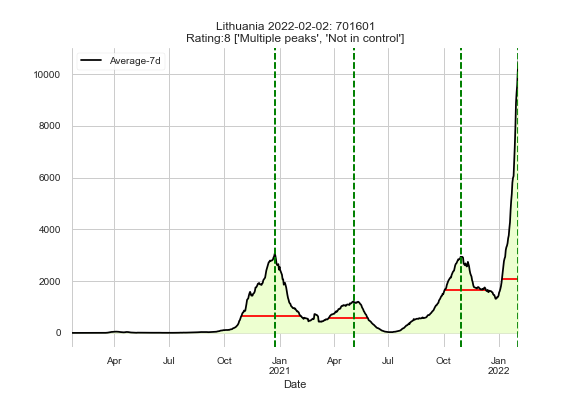 Lithuania 2022-02-02: 701601
Rating:8 ['Multiple peaks', 'Not in control']
Average-7d
10000
8000
6000
4000
2000
0
Apr Jul Oct Jan Apr Jul Oct Jan
2021 2022
Date